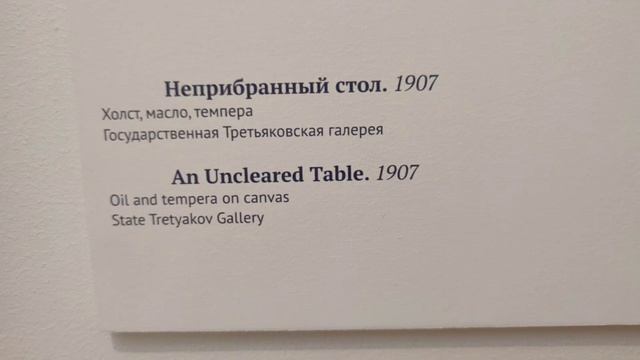 Неприбранный стол. 1907
Холст, масло, темпера
Государственная Третьяковская галерея
An Uncleared Table. 1907
Oil and tempera on canvas
State Tretyakov Gallery